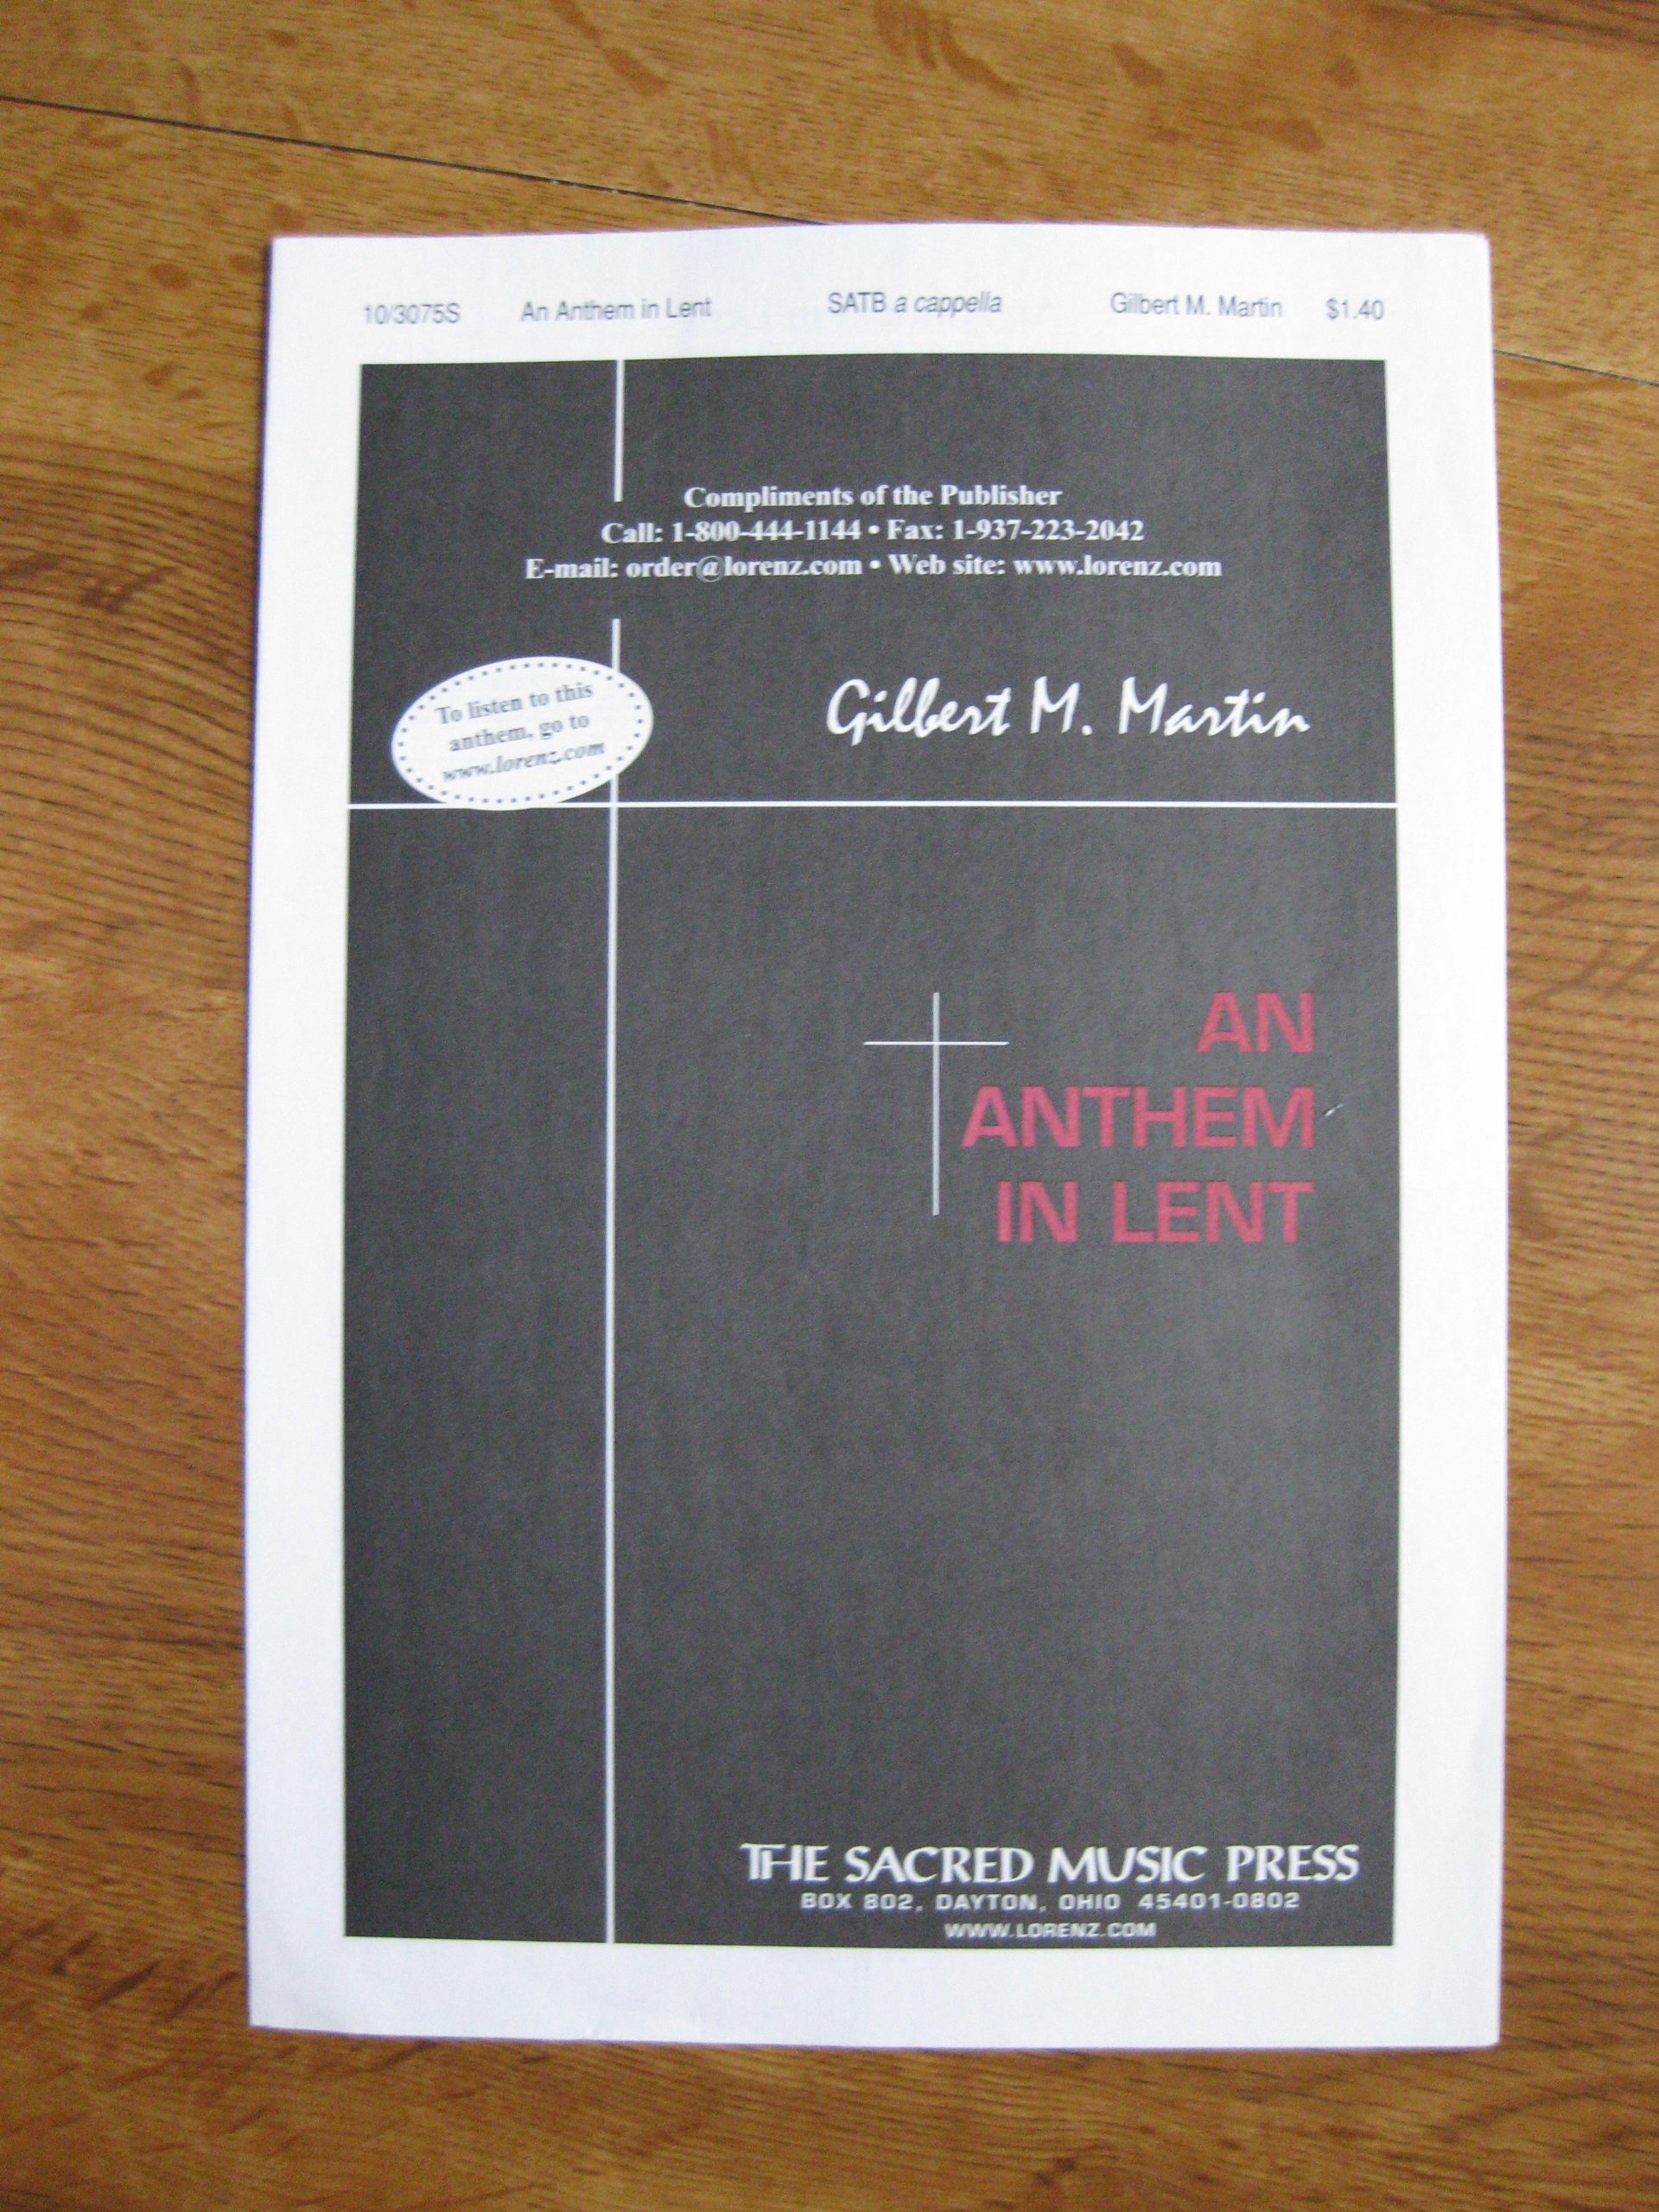 10/3075S An Anthem in Lent SATB a cappella Gilbert M. Martin $1.40
Compliments of the Publisher
Call: 1-800-444-1144 • Fax: 1-937-223-2042
E-mail: order@lorenz.com • Web site: www.lorenz.com
To listen to this
anthem, go to
www.lorenz.com
Gilbert M. Martin
AN
ANTHEM
IN LENT
THE SACRED MUSIC PRESS
BOX 802, DAYTON, OHIO 45401-0802
WWW.LORENZ.COM